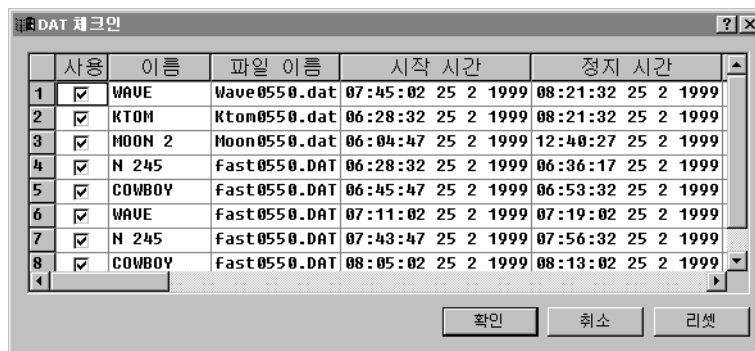 DAT 체크인
사용 이름 파일 이름 시작 시간 정지 시간
1 WAVE Wave0550.dat 07:45:02 25 2 1999 08:21:32 25 2 1999
2 KTOM Ktom0550.dat 06:28:32 25 2 1999 08:21:32 25 2 1999
3 MOON 2 Moon0550.dat 06:04:47 25 2 1999 12:40:27 25 2 1999
4 N 245 fast0550.DAT 06:28:32 25 2 1999 06:36:17 25 2 1999
5 COWBOY fast0550.DAT 06:45:47 25 2 1999 06:53:32 25 2 1999
6 WAVE fast0550.DAT 07:11:02 25 2 1999 07:19:02 25 2 1999
7 N 245 fast0550.DAT 07:43:47 25 2 1999 07:56:32 25 2 1999
8 COWBOY fast0550.DAT 08:05:02 25 2 1999 08:13:02 25 2 1999
확인 취소 리셋